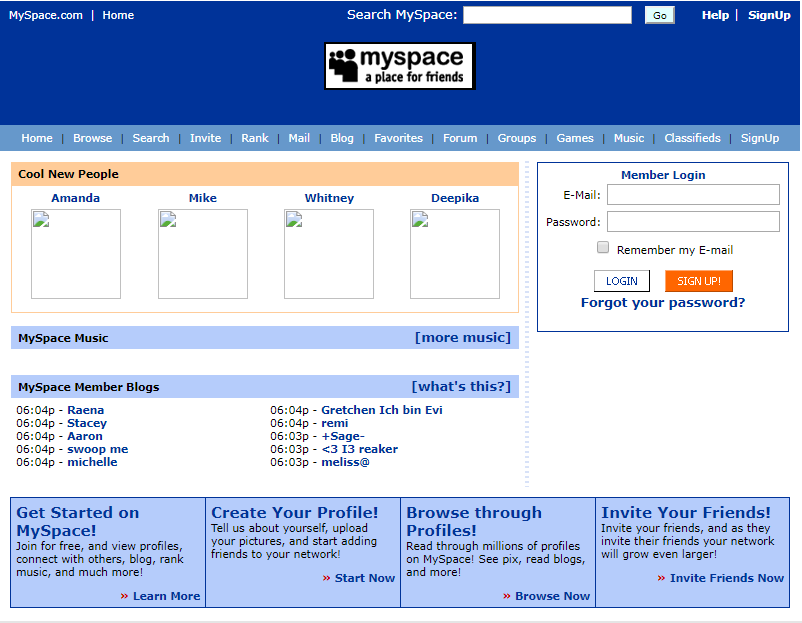 MySpace.com | Home
Search MySpace: Go
Help | SignUp
myspace
a place for friends
Home | Browse | Search | Invite | Rank | Mail | Blog | Favorites | Forum | Groups | Games | Music | Classifieds | SignUp
Cool New People
Amanda Mike Whitney Deepika
MySpace Music [more music]
MySpace Member Blogs [what's this?]
06:04p - Raena
06:04p - Stacey
06:04p - Aaron
06:04p - swoop me
06:04p - michelle
06:04p - Gretchen Ich bin Evi
06:04p - remi
06:03p - +Sage-
06:03p - <3 I3 reaker
06:03p - meliss@
Member Login
E-Mail:
Password:
Remember my E-mail
LOGIN SIGN UP!
Forgot your password?
Get Started on
MySpace!
Join for free, and view profiles,
connect with others, blog, rank
music, and much more!
» Learn More
Create Your Profile!
Tell us about yourself, upload
your pictures, and start adding
friends to your network!
» Start Now
Browse through
Profiles!
Read through millions of profiles
on MySpace! See pix, read blogs,
and more!
» Browse Now
Invite Your Friends!
Invite your friends, and as they
invite their friends your network
will grow even larger!
» Invite Friends Now